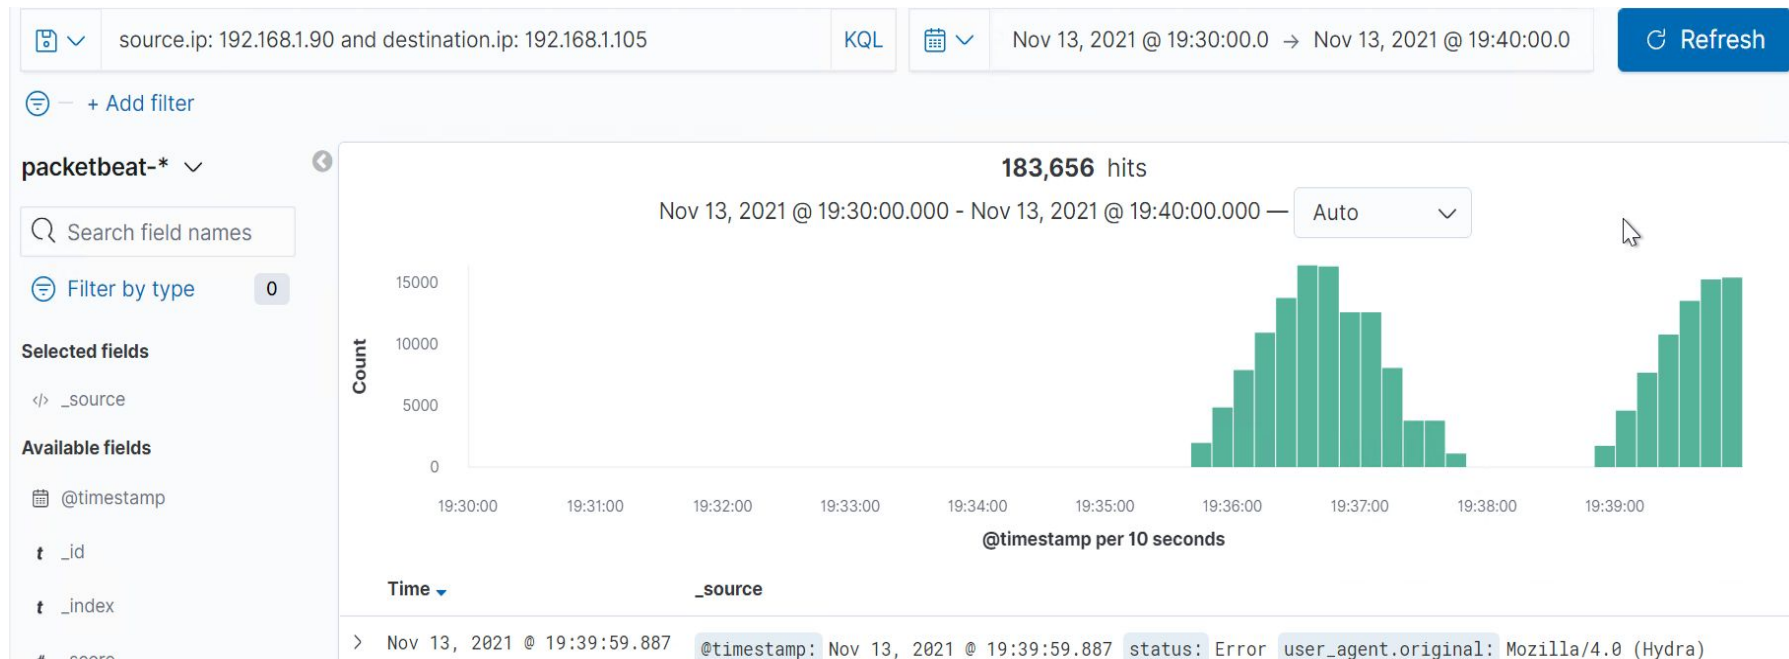 source.ip: 192.168.1.90 and destination.ip: 192.168.1.105
KQL
Nov 13, 2021 @ 19:30:00.0 → Nov 13, 2021 @ 19:40:00.0
Refresh
+ Add filter
packetbeat-*
Search field names
Filter by type 0
Selected fields
</> _source
Available fields
@timestamp
t _id
t _index
183,656 hits
Nov 13, 2021 @ 19:30:00.000 - Nov 13, 2021 @ 19:40:00.000 — Auto
Count
15000
10000
5000
0
19:30:00 19:31:00 19:32:00 19:33:00 19:34:00 19:35:00 19:36:00 19:37:00 19:38:00 19:39:00
@timestamp per 10 seconds
Time _source
Nov 13, 2021 @ 19:39:59.887 @timestamp: Nov 13, 2021 @ 19:39:59.887 status: Error user_agent.original: Mozilla/4.0 (Hydra)